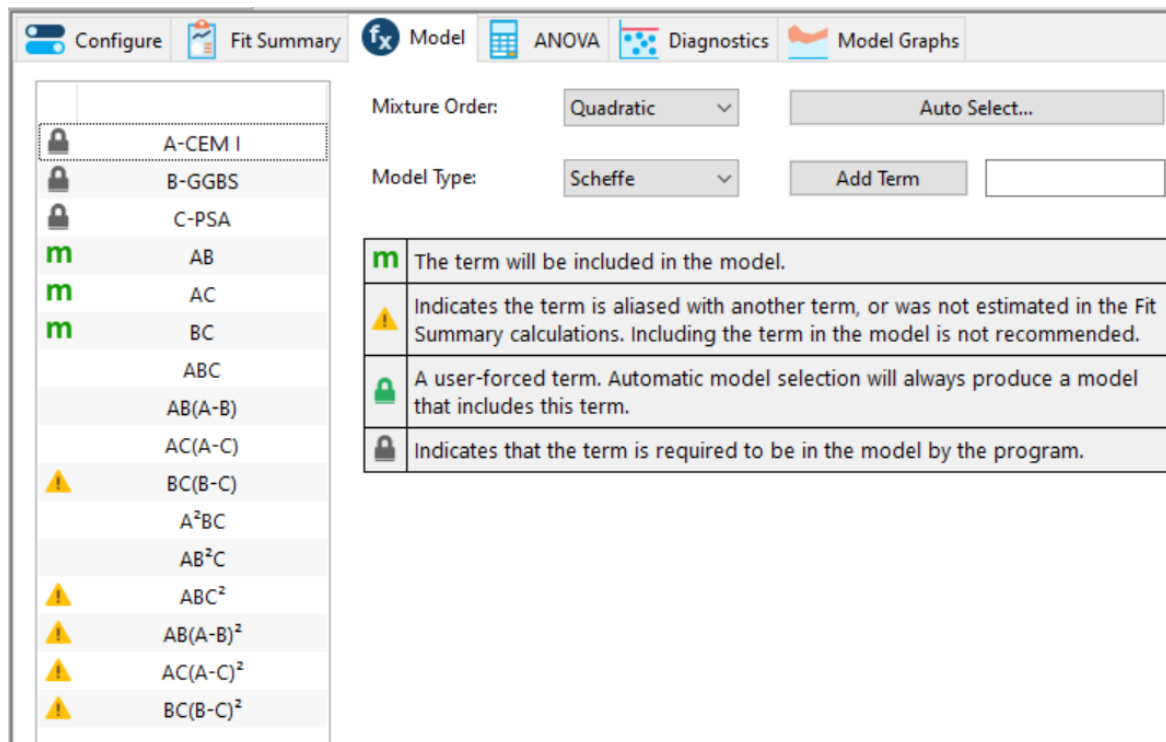 Configure Fit Summary fx Model ANOVA Diagnostics Model Graphs
Mixture Order: Quadratic Auto Select...
Model Type: Scheffe Add Term
A-CEM I
B-GGBS
C-PSA
m AB
m AC
m BC
ABC
AB(A-B)
AC(A-C)
BC(B-C)
A²BC
AB²C
ABC²
AB(A-B)²
AC(A-C)²
BC(B-C)²
m The term will be included in the model.
Indicates the term is aliased with another term, or was not estimated in the Fit
Summary calculations. Including the term in the model is not recommended.
A user-forced term. Automatic model selection will always produce a model
that includes this term.
Indicates that the term is required to be in the model by the program.